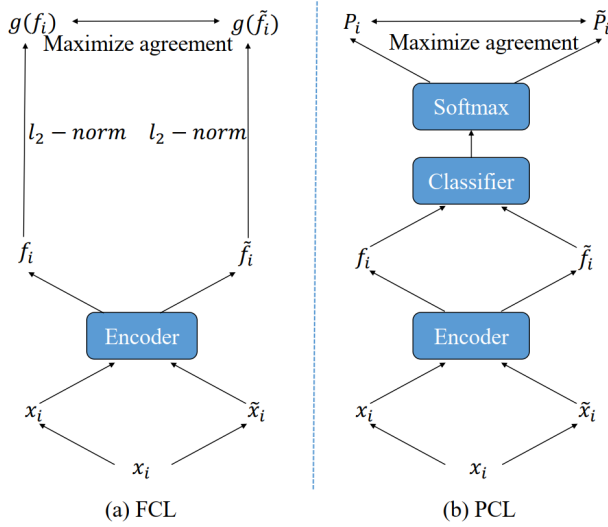 g(f_i) g(f̃_i)
Maximize agreement
l_2 − norm l_2 − norm
f_i f̃_i
Encoder
x_i x̃_i
x_i
(a) FCL
P_i P̃_i
Maximize agreement
Softmax
Classifier
f_i f̃_i
Encoder
x_i x̃_i
x_i
(b) PCL